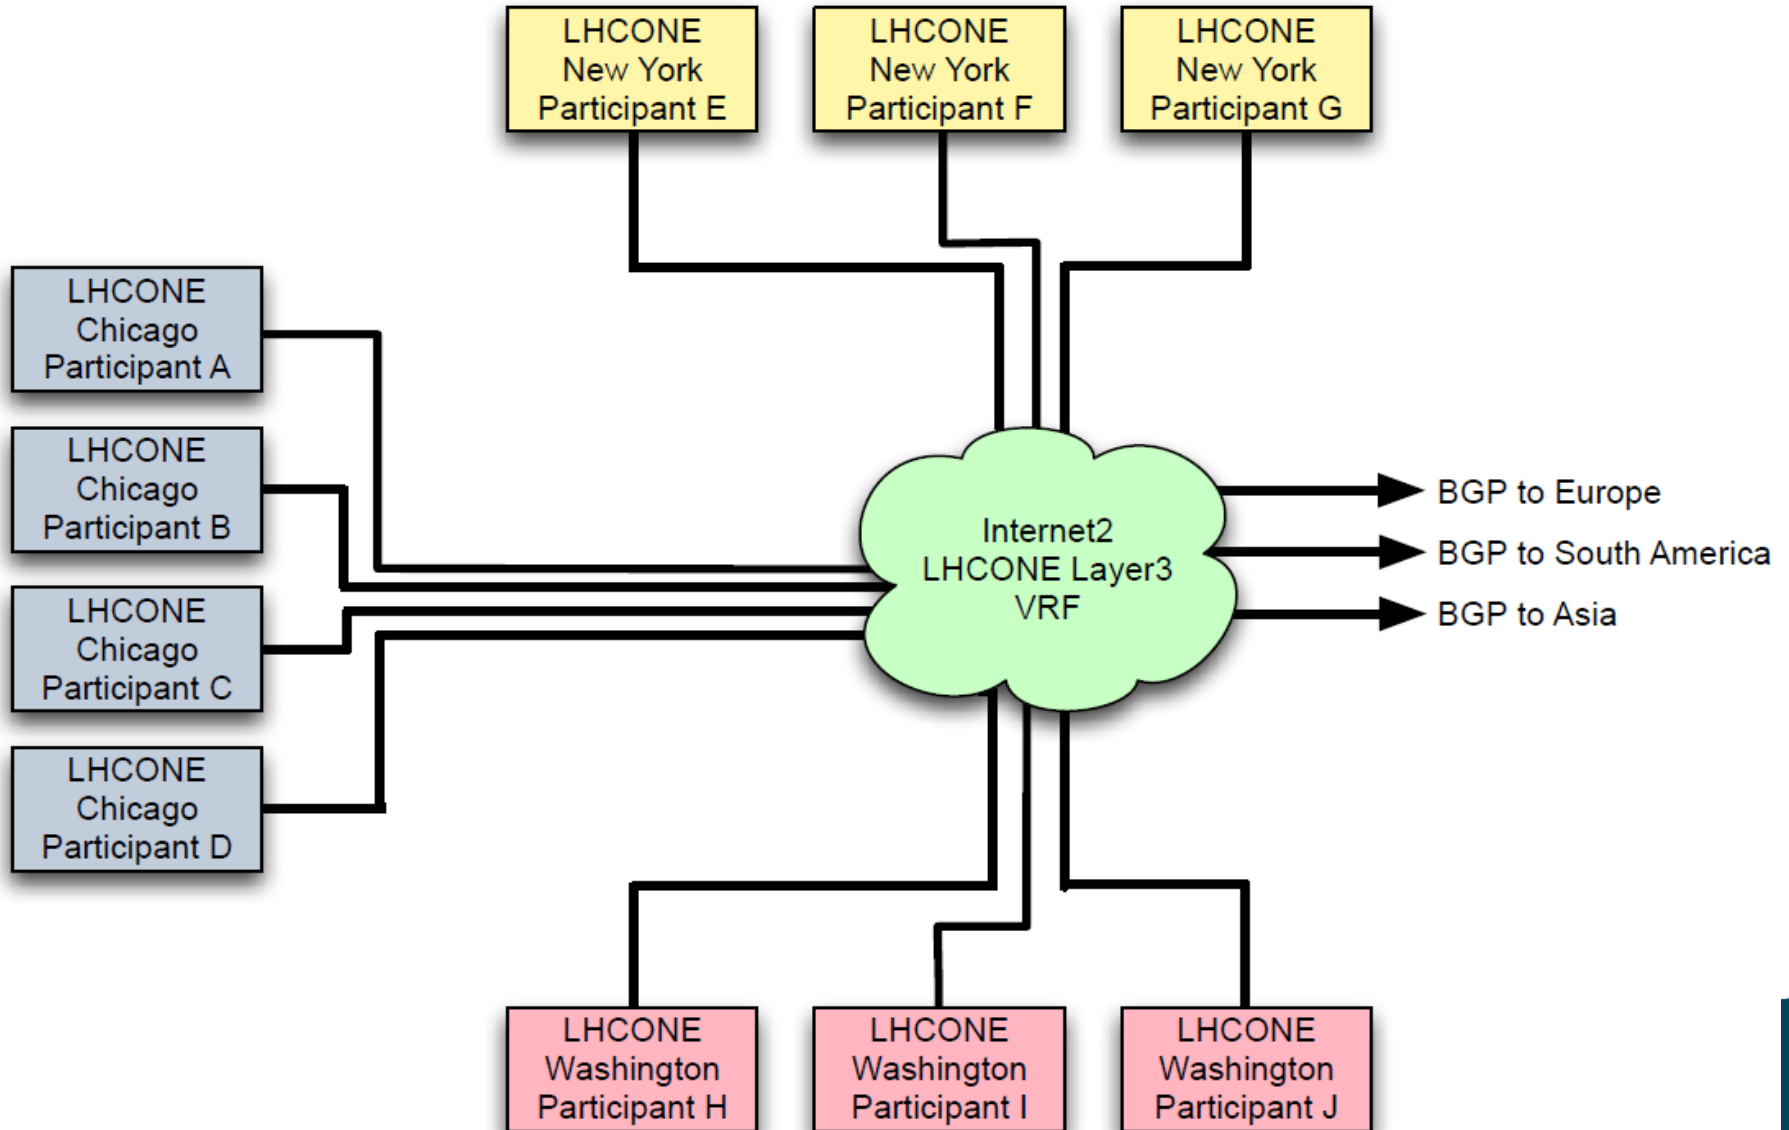 LHCONE
New York
Participant E
LHCONE
New York
Participant F
LHCONE
New York
Participant G
LHCONE
Chicago
Participant A
LHCONE
Chicago
Participant B
LHCONE
Chicago
Participant C
LHCONE
Chicago
Participant D
Internet2
LHCONE Layer3
VRF
BGP to Europe
BGP to South America
BGP to Asia
LHCONE
Washington
Participant H
LHCONE
Washington
Participant I
LHCONE
Washington
Participant J